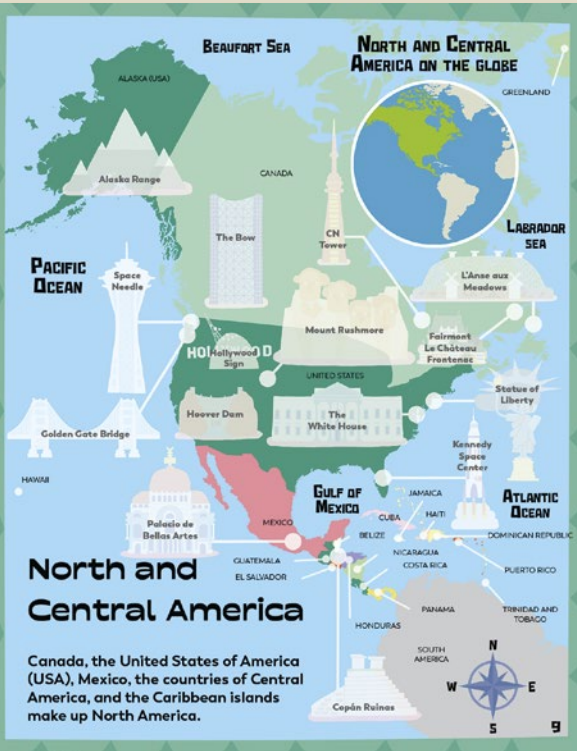 BEAUFORT SEA
NORTH AND CENTRAL
AMERICA ON THE GLOBE
ALASKA (USA)
GREENLAND
Alaska Range
CANADA
The Bow
CN
Tower
LABRADOR
SEA
PACIFIC
OCEAN
Space
Needle
L'Anse aux
Meadows
Mount Rushmore
Fairmont
Le Château
Frontenac
HOLLYWOOD
Hollywood
Sign
UNITED STATES
Statue of
Liberty
Hoover Dam
The
White House
Golden Gate Bridge
Kennedy
Space
Center
HAWAII
GULF OF
MEXICO
JAMAICA
ATLANTIC
OCEAN
CUBA
HAITI
Palacio de
Bellas Artes
MEXICO
BELIZE
DOMINICAN REPUBLIC
NICARAGUA
GUATEMALA
COSTA RICA
EL SALVADOR
PUERTO RICO
North and
Central America
PANAMA
TRINIDAD AND
TOBAGO
HONDURAS
SOUTH
AMERICA
Canada, the United States of America
(USA), Mexico, the countries of Central
America, and the Caribbean islands
make up North America.
Copán Ruinas
N
W
E
S
9